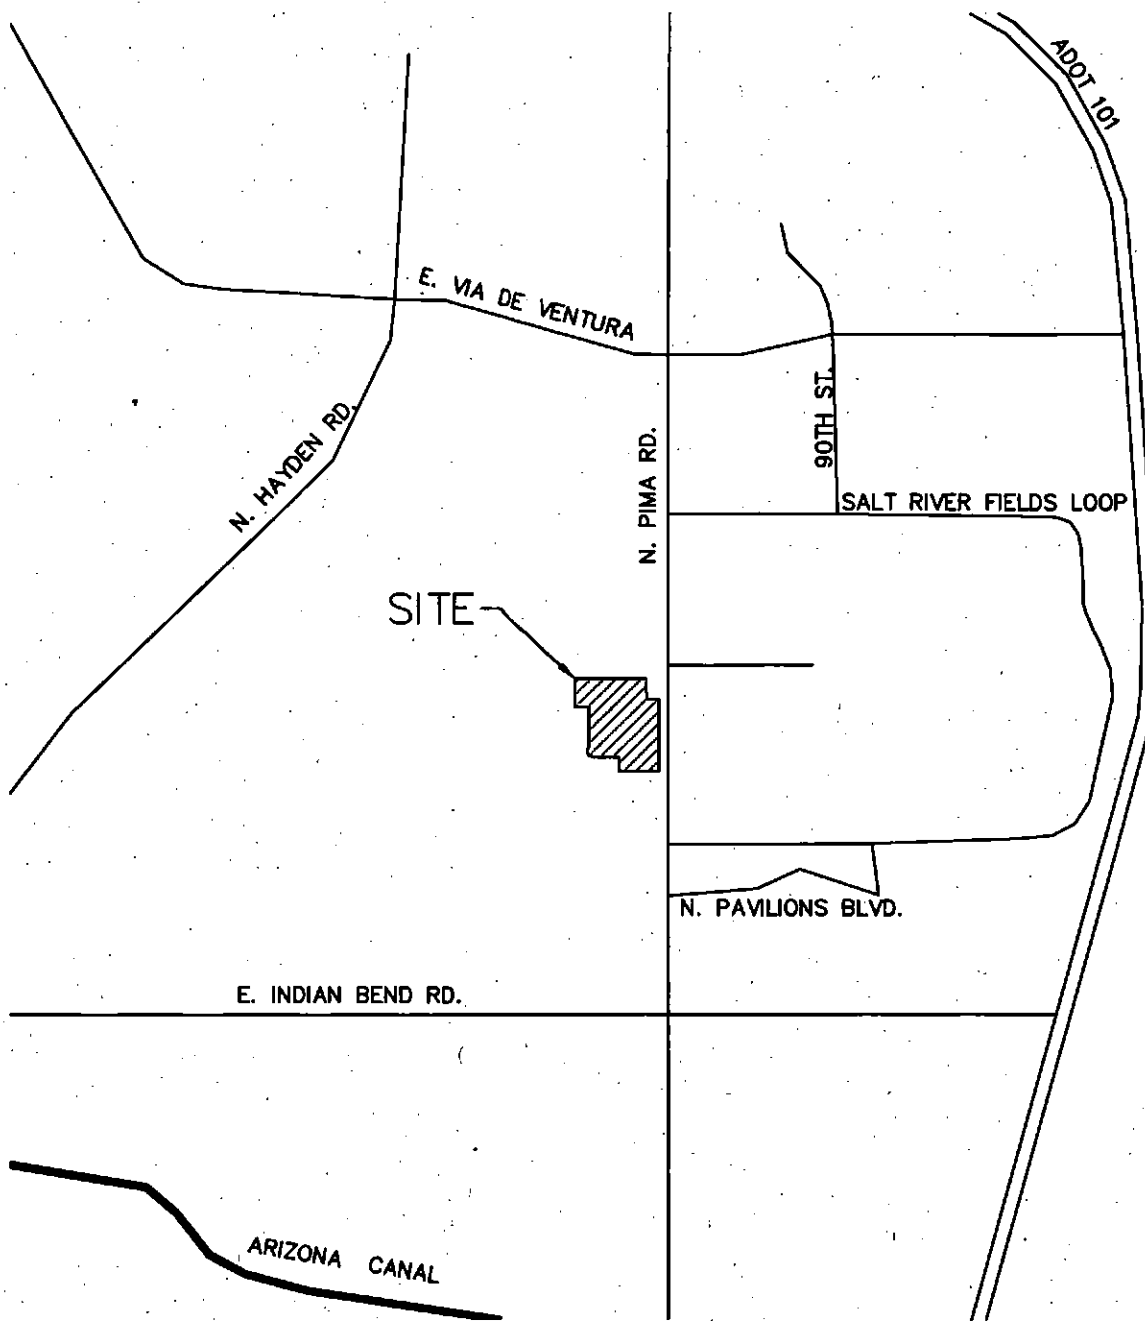 ADOT 101
E. VIA DE VENTURA
90TH ST.
N. HAYDEN RD.
N. PIMA RD.
SALT RIVER FIELDS LOOP
SITE
N. PAVILIONS BLVD.
E. INDIAN BEND RD.
ARIZONA CANAL